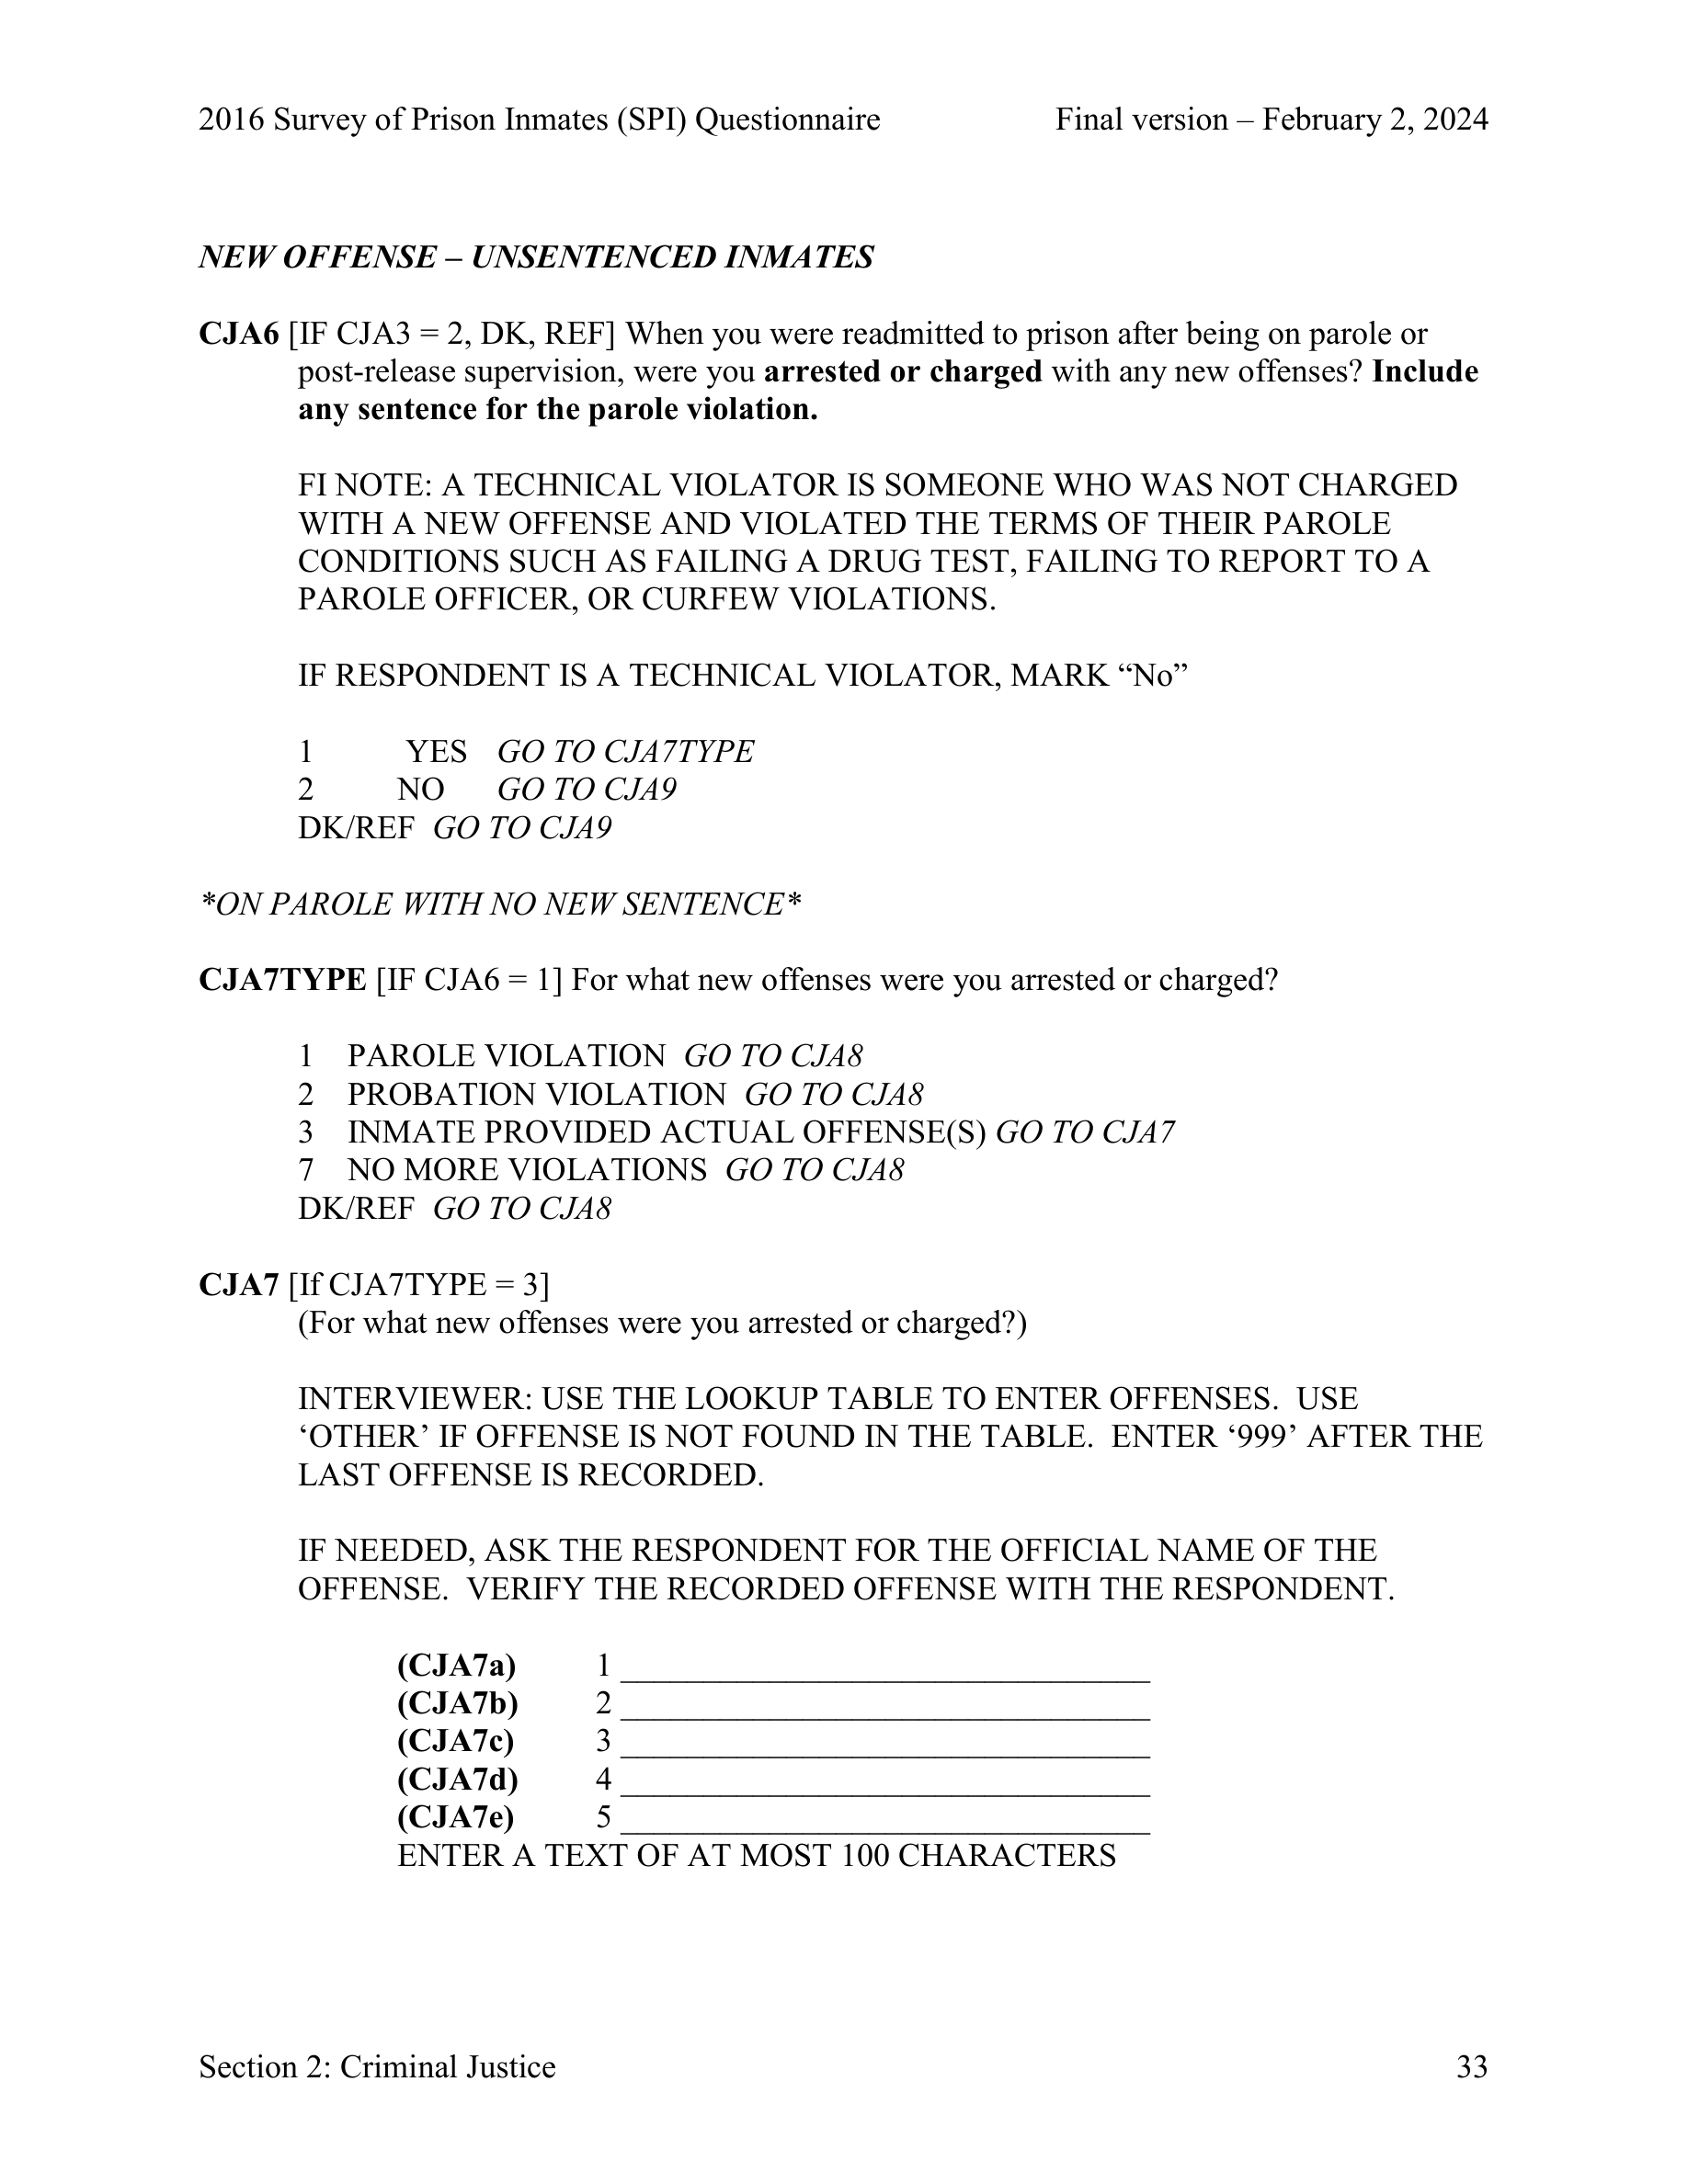 2016 Survey of Prison Inmates (SPI) Questionnaire Final version – February 2, 2024
NEW OFFENSE – UNSENTENCED INMATES
CJA6 [IF CJA3 = 2, DK, REF] When you were readmitted to prison after being on parole or
post-release supervision, were you arrested or charged with any new offenses? Include
any sentence for the parole violation.
FI NOTE: A TECHNICAL VIOLATOR IS SOMEONE WHO WAS NOT CHARGED
WITH A NEW OFFENSE AND VIOLATED THE TERMS OF THEIR PAROLE
CONDITIONS SUCH AS FAILING A DRUG TEST, FAILING TO REPORT TO A
PAROLE OFFICER, OR CURFEW VIOLATIONS.
IF RESPONDENT IS A TECHNICAL VIOLATOR, MARK “No”
1 YES GO TO CJA7TYPE
2 NO GO TO CJA9
DK/REF GO TO CJA9
*ON PAROLE WITH NO NEW SENTENCE*
CJA7TYPE [IF CJA6 = 1] For what new offenses were you arrested or charged?
1 PAROLE VIOLATION GO TO CJA8
2 PROBATION VIOLATION GO TO CJA8
3 INMATE PROVIDED ACTUAL OFFENSE(S) GO TO CJA7
7 NO MORE VIOLATIONS GO TO CJA8
DK/REF GO TO CJA8
CJA7 [If CJA7TYPE = 3]
(For what new offenses were you arrested or charged?)
INTERVIEWER: USE THE LOOKUP TABLE TO ENTER OFFENSES. USE
‘OTHER’ IF OFFENSE IS NOT FOUND IN THE TABLE. ENTER ‘999’ AFTER THE
LAST OFFENSE IS RECORDED.
IF NEEDED, ASK THE RESPONDENT FOR THE OFFICIAL NAME OF THE
OFFENSE. VERIFY THE RECORDED OFFENSE WITH THE RESPONDENT.
(CJA7a) 1 ________________________________
(CJA7b) 2 ________________________________
(CJA7c) 3 ________________________________
(CJA7d) 4 ________________________________
(CJA7e) 5 ________________________________
ENTER A TEXT OF AT MOST 100 CHARACTERS
Section 2: Criminal Justice 33